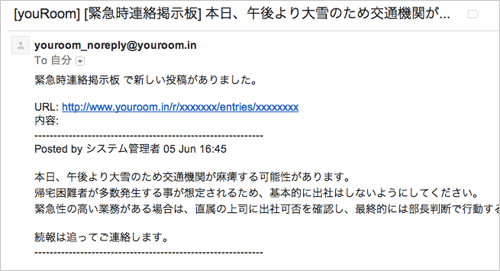 [youRoom] [緊急時連絡掲示板] 本日、午後より大雪のため交通機関が...
youroom_noreply@youroom.in
To 自分
緊急時連絡掲示板 で新しい投稿がありました。
URL: http://www.youroom.in/r/xxxxxxx/entries/xxxxxxxx
内容:
------------------------------------------------------------
Posted by システム管理者 05 Jun 16:45
本日、午後より大雪のため交通機関が麻痺する可能性があります。
帰宅困難者が多数発生する事が想定されるため、基本的に出社はしないようにしてください。
緊急性の高い業務がある場合は、直属の上司に出社可否を確認し、最終的には部長判断で行動する
続報は追ってご連絡します。
------------------------------------------------------------